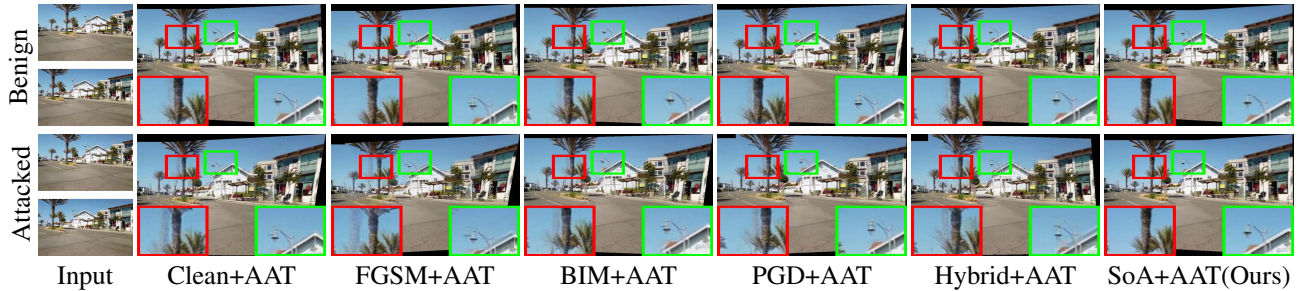 Benign
Attacked
Input Clean+AAT FGSM+AAT BIM+AAT PGD+AAT Hybrid+AAT SoA+AAT(Ours)